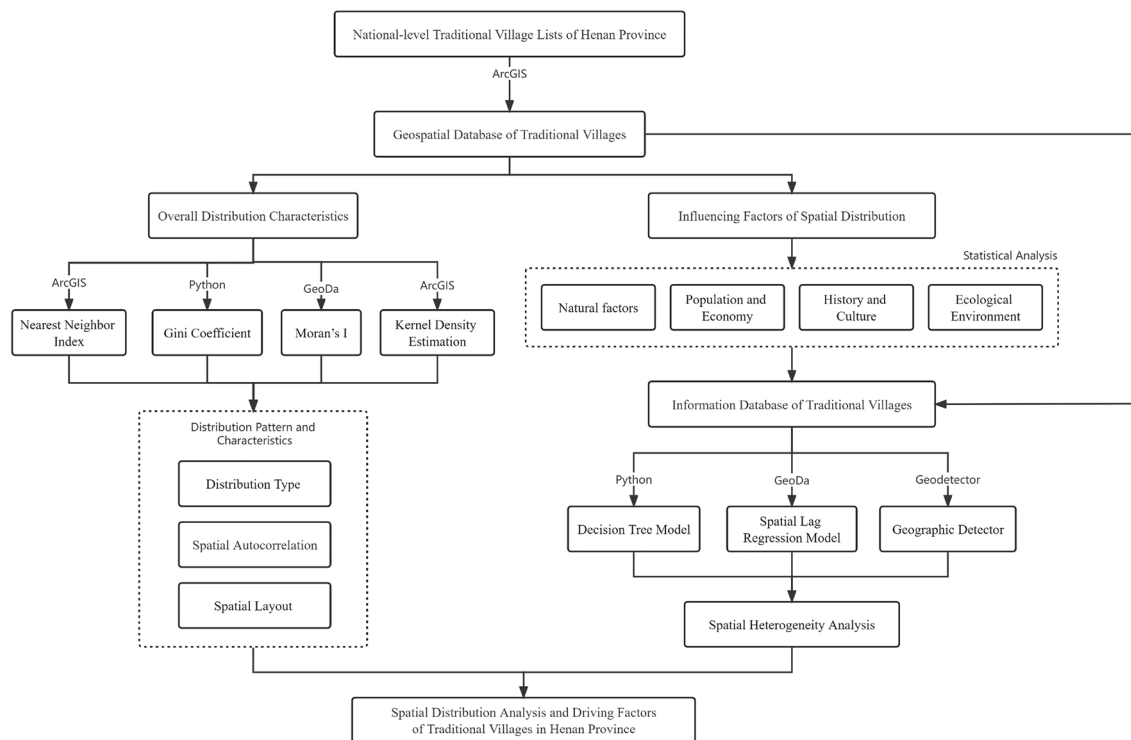 National-level Traditional Village Lists of Henan Province
ArcGIS
Geospatial Database of Traditional Villages
Overall Distribution Characteristics
Influencing Factors of Spatial Distribution
Statistical Analysis
ArcGIS
Python
GeoDa
ArcGIS
Nearest Neighbor
Index
Gini Coefficient
Moran's I
Kernel Density
Estimation
Natural factors
Population and
Economy
History and
Culture
Ecological
Environment
Information Database of Traditional Villages
Distribution Pattern and
Characteristics
Distribution Type
Spatial Autocorrelation
Spatial Layout
Python
GeoDa
Geodetector
Decision Tree Model
Spatial Lag
Regression Model
Geographic Detector
Spatial Heterogeneity Analysis
Spatial Distribution Analysis and Driving Factors
of Traditional Villages in Henan Province